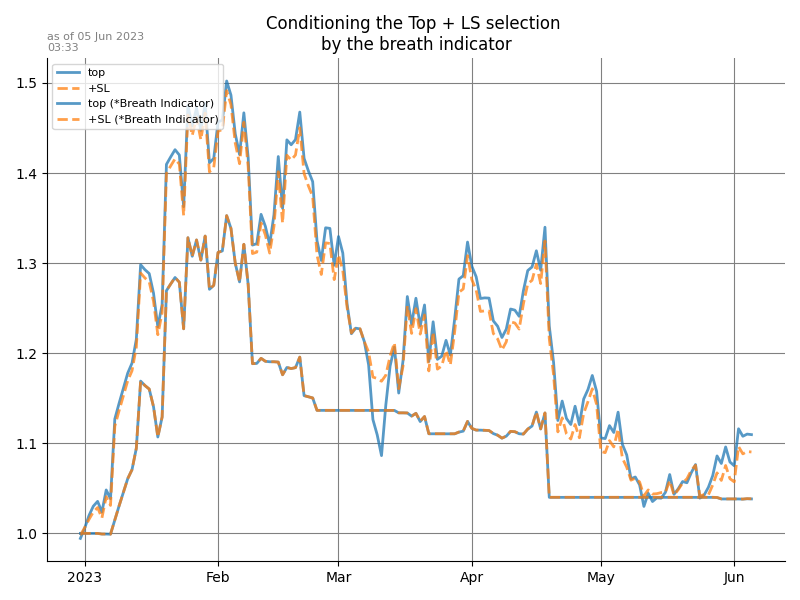 Conditioning the Top + LS selection
by the breath indicator
as of 05 Jun 2023
03:33
top
+SL
top (*Breath Indicator)
+SL (*Breath Indicator)
1.5
1.4
1.3
1.2
1.1
1.0
2023 Feb Mar Apr May Jun